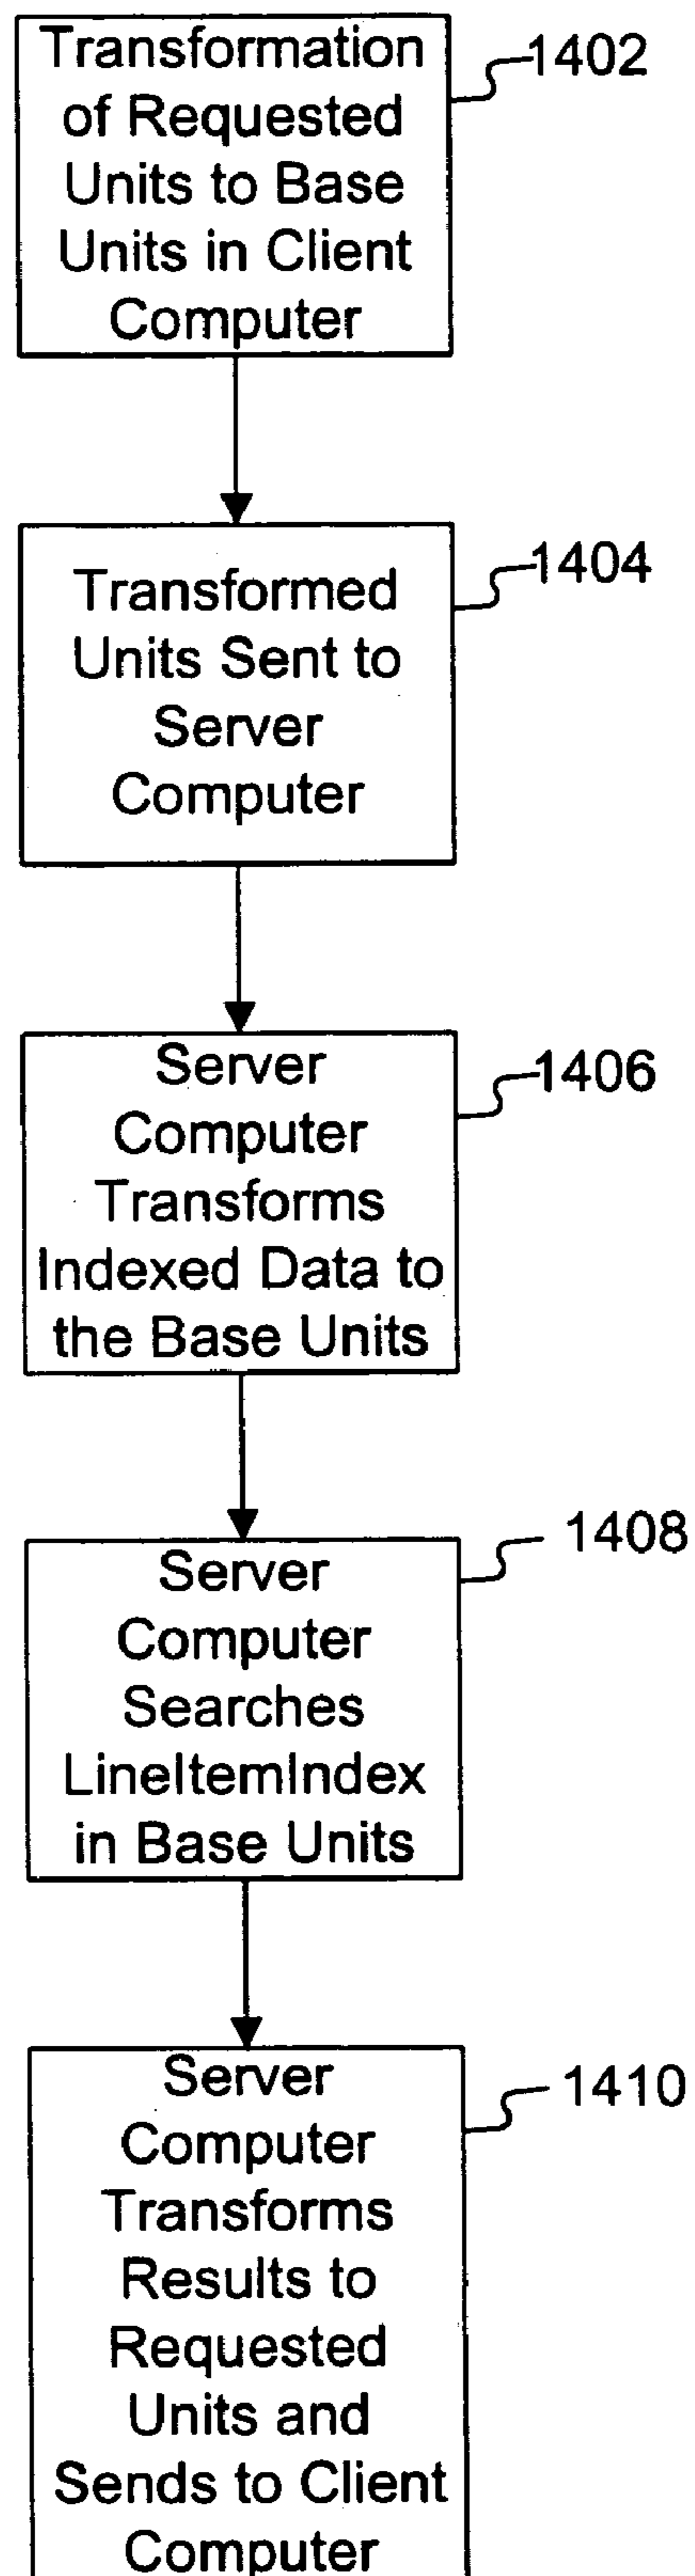 Transformation
of Requested
Units to Base
Units in Client
Computer
1402
Transformed
Units Sent to
Server
Computer
1404
Server
Computer
Transforms
Indexed Data to
the Base Units
1406
Server
Computer
Searches
LineItemIndex
in Base Units
1408
Server
Computer
Transforms
Results to
Requested
Units and
Sends to Client
Computer
1410